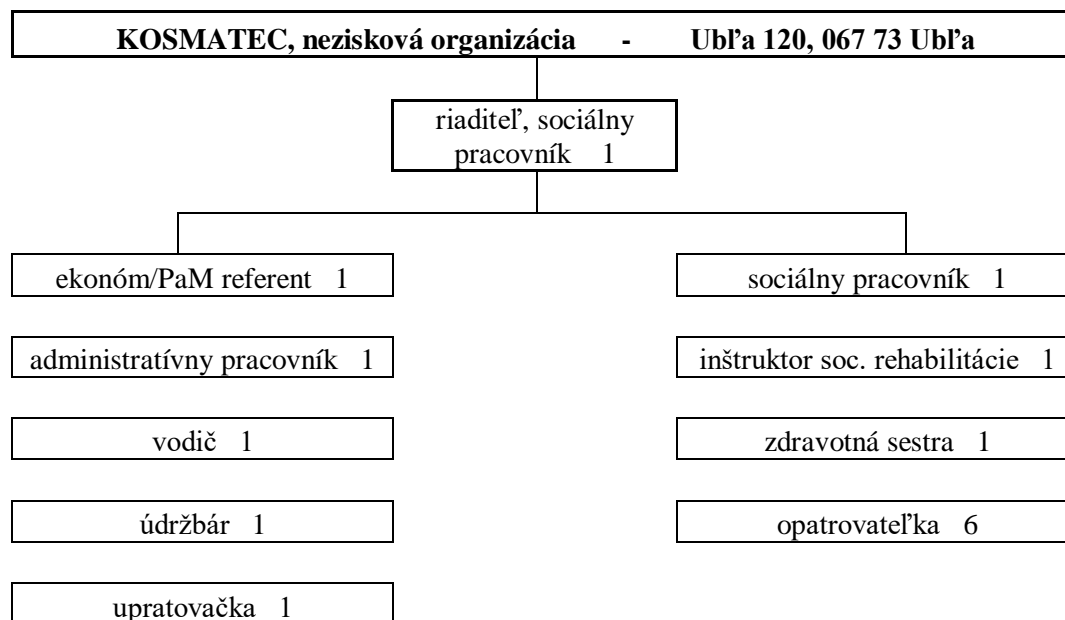 KOSMATEC, nezisková organizácia - Ubľa 120, 067 73 Ubľa
riaditeľ, sociálny
pracovník 1
ekonóm/PaM referent 1
sociálny pracovník 1
administratívny pracovník 1
inštruktor soc. rehabilitácie 1
vodič 1
zdravotná sestra 1
údržbár 1
opatrovateľka 6
upratovačka 1